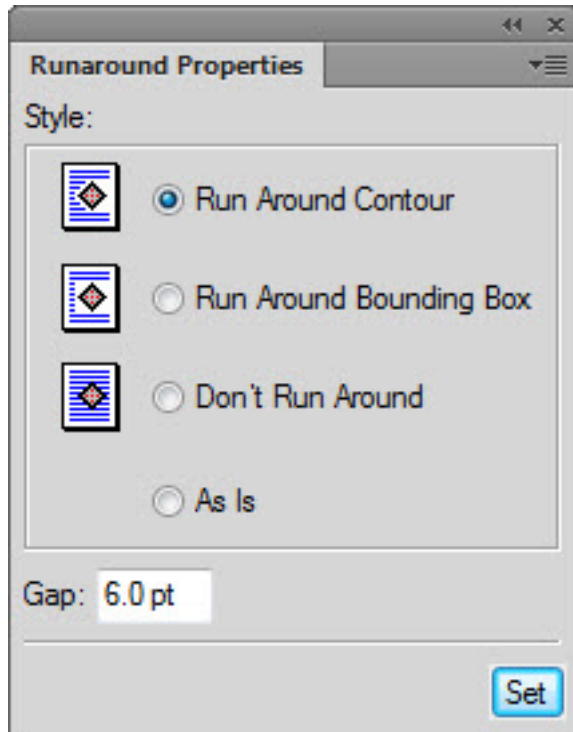 Runaround Properties
Style:
Run Around Contour
Run Around Bounding Box
Don't Run Around
As Is
Gap: 6.0 pt
Set